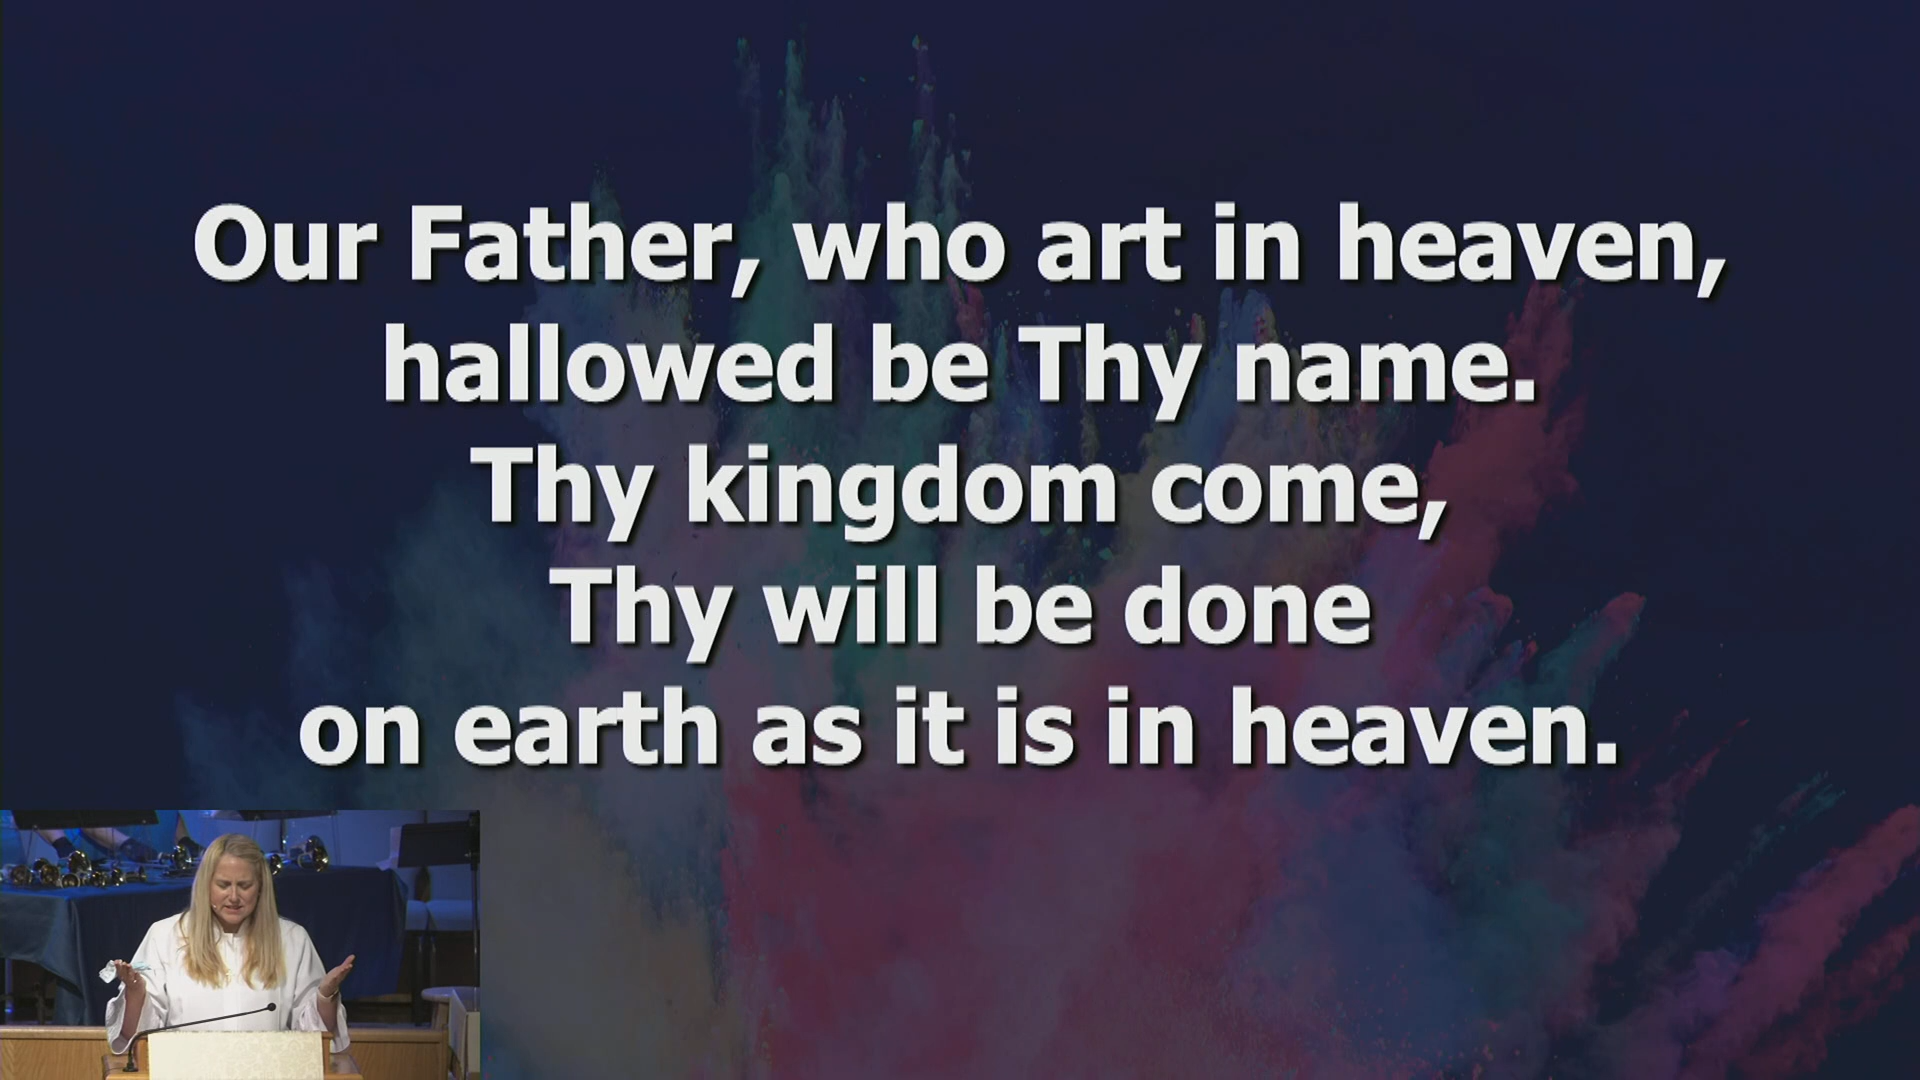 Our Father, who art in heaven,
hallowed be Thy name.
Thy kingdom come,
Thy will be done
on earth as it is in heaven.